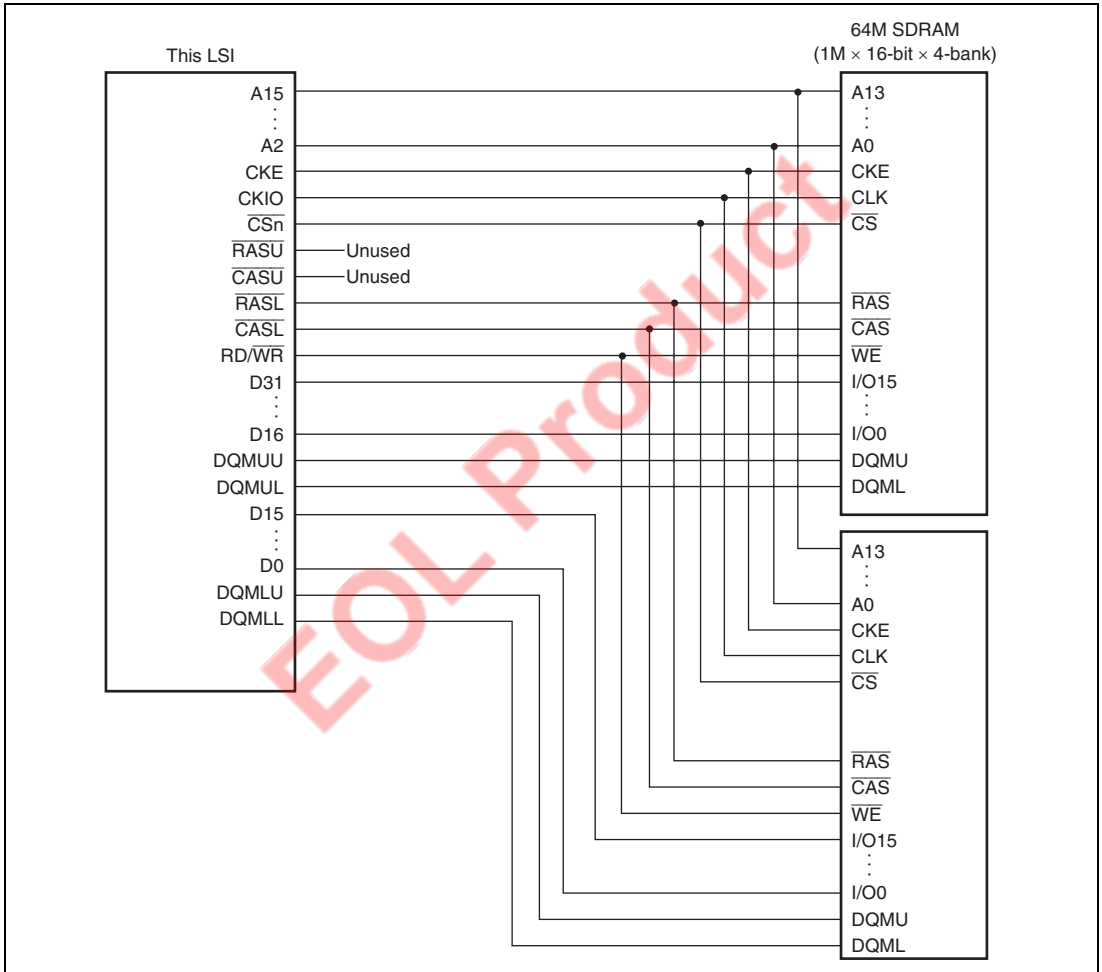 64M SDRAM
(1M × 16-bit × 4-bank)
This LSI
A15
A2
CKE
CKIO
CSn
RASU
Unused
CASU
Unused
RASL
CASL
RD/WR
D31
D16
DQMUU
DQMUL
D15
D0
DQMLU
DQMLL
A13
A0
CKE
CLK
CS
RAS
CAS
WE
I/O15
I/O0
DQMU
DQML
A13
A0
CKE
CLK
CS
RAS
CAS
WE
I/O15
I/O0
DQMU
DQML
EOL Product